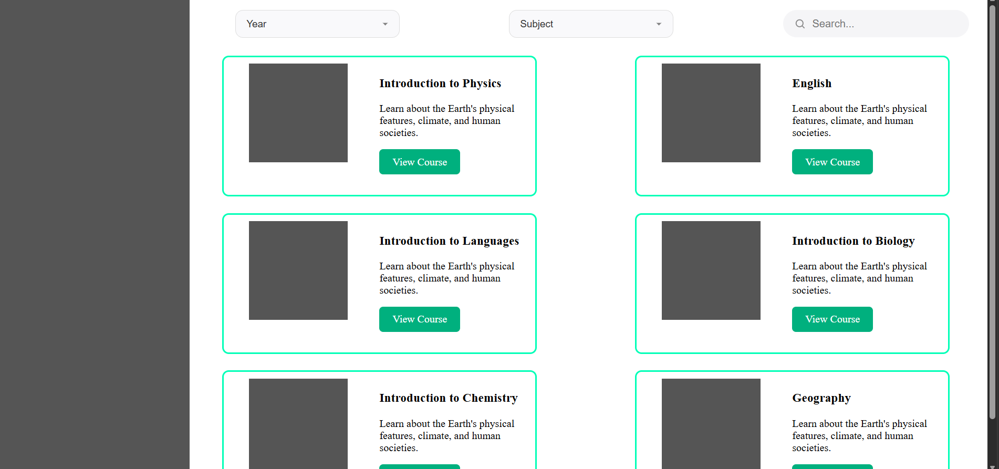 Year
Subject
Search...
Introduction to Physics
Learn about the Earth's physical
features, climate, and human
societies.
View Course
English
Learn about the Earth's physical
features, climate, and human
societies.
View Course
Introduction to Languages
Learn about the Earth's physical
features, climate, and human
societies.
View Course
Introduction to Biology
Learn about the Earth's physical
features, climate, and human
societies.
View Course
Introduction to Chemistry
Learn about the Earth's physical
features, climate, and human
societies.
Geography
Learn about the Earth's physical
features, climate, and human
societies.